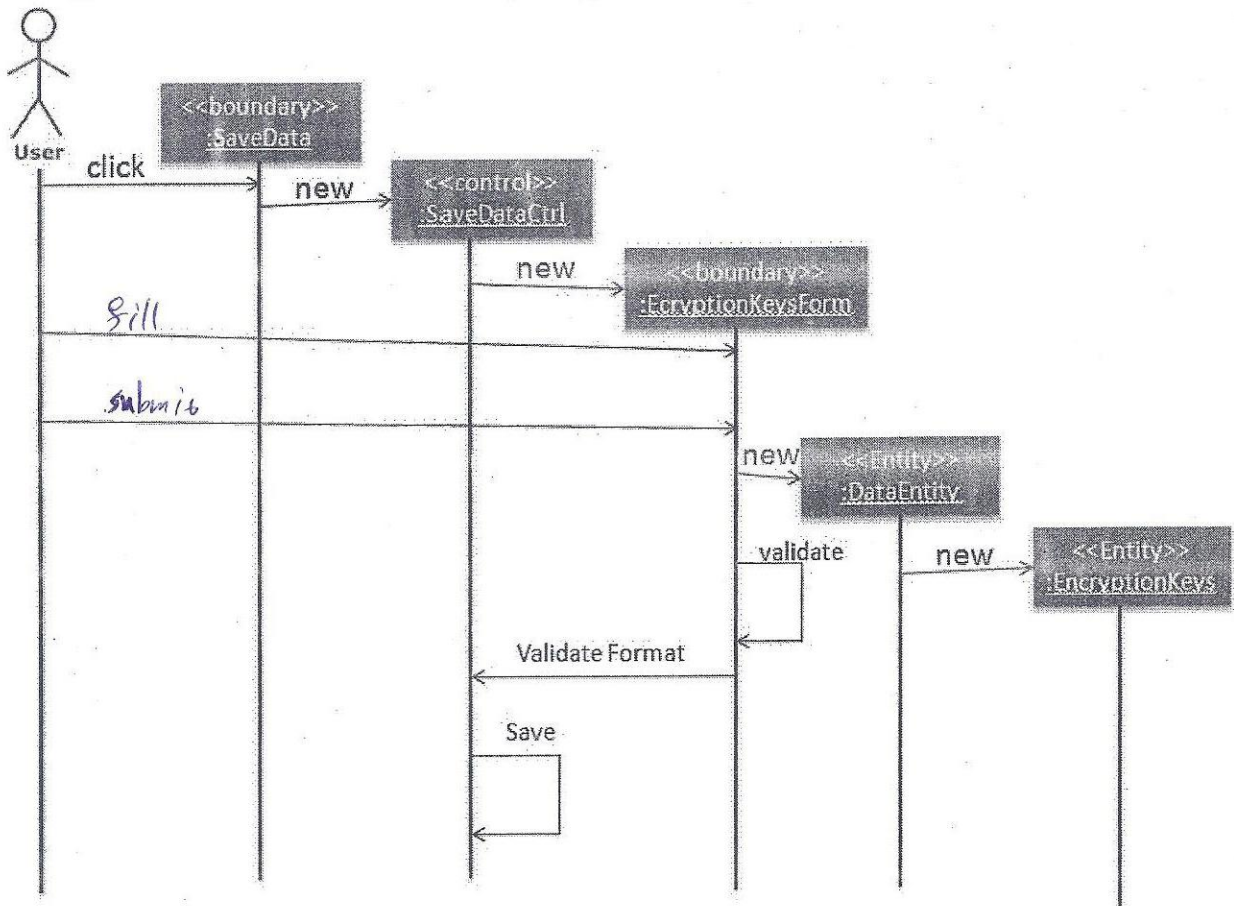 User
<<boundary>>
:SaveData
click
new
<<control>>
:SaveDataCtrl
new
<<boundary>>
:EcryptionKeysForm
fill
submit
new
<<Entity>>
:DataEntity
validate
new
<<Entity>>
:EncryptionKeys
Validate Format
Save